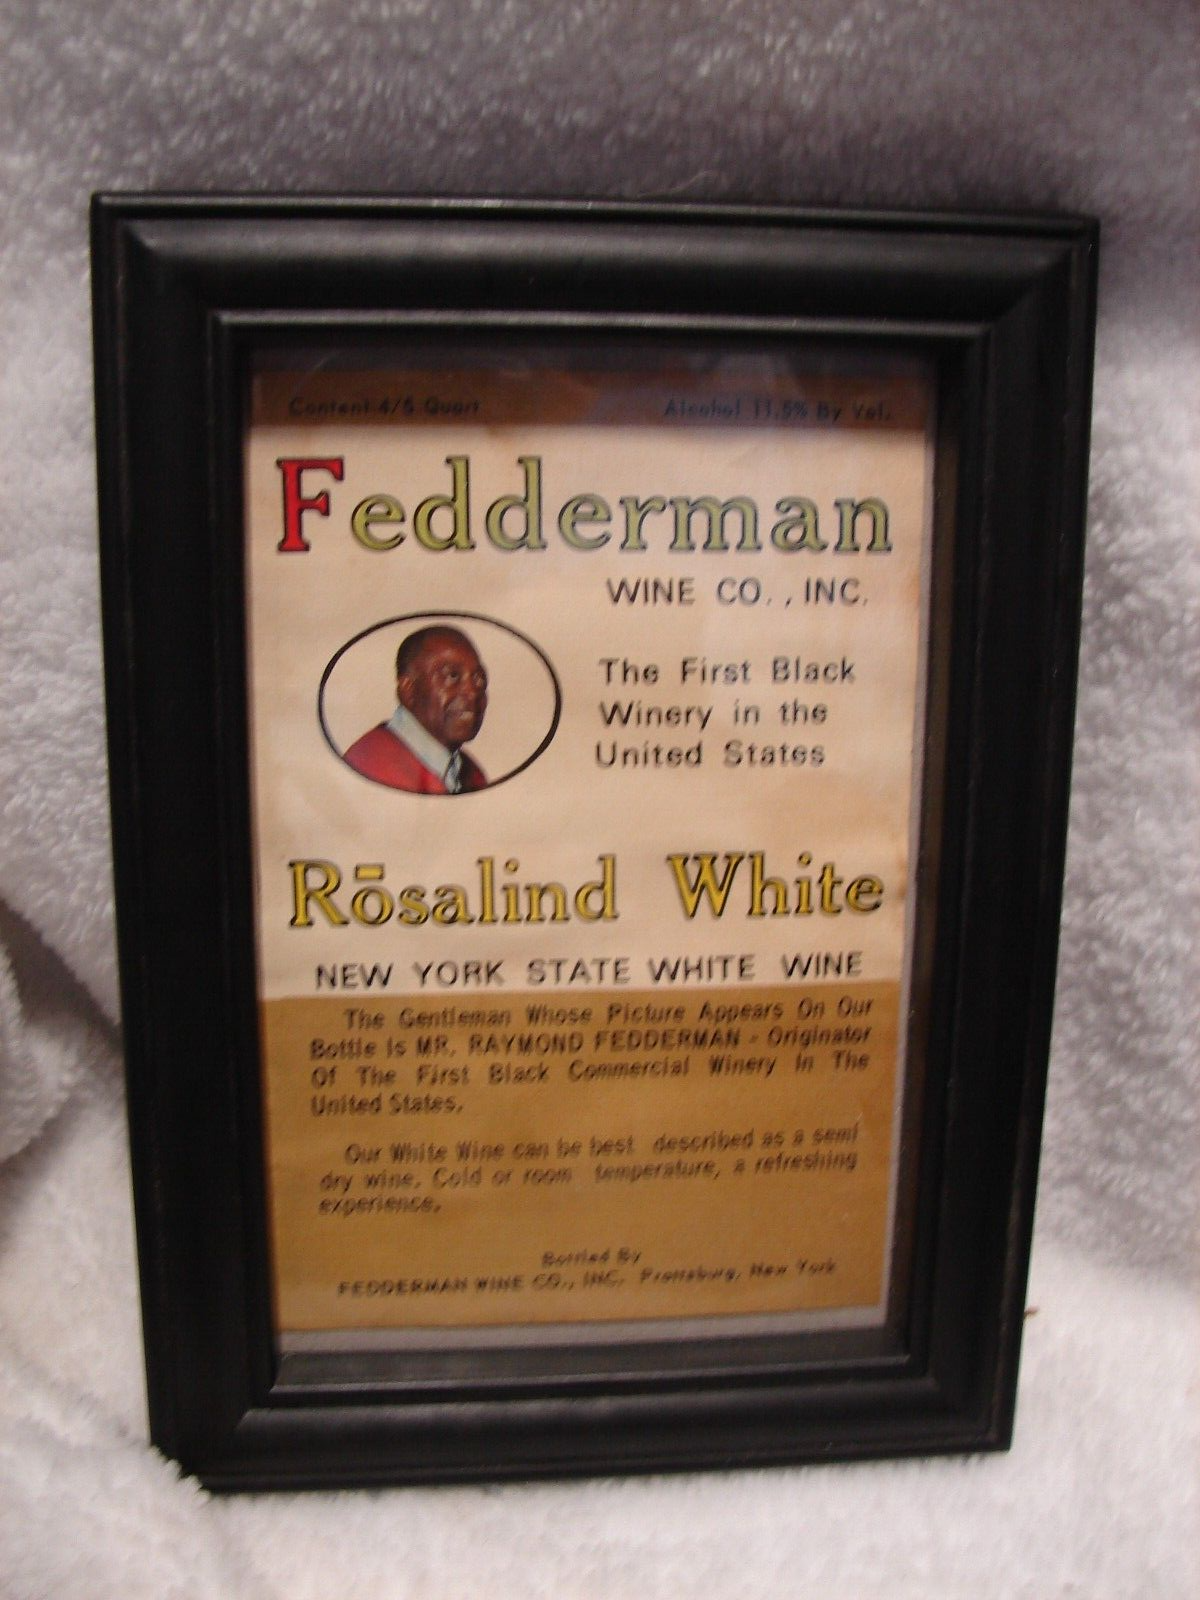 Content 4/5 Quart Alcohol 11.5% By Vol.
Fedderman
WINE CO., INC.
The First Black
Winery in the
United States
Rōsalind White
NEW YORK STATE WHITE WINE
The Gentleman Whose Picture Appears On Our
Bottle Is MR. RAYMOND FEDDERMAN - Originator
Of The First Black Commercial Winery In The
United States.
Our White Wine can be best described as a semi
dry wine. Cold or room temperature, a refreshing
experience.
Bottled By
FEDDERMAN WINE CO., INC. New York